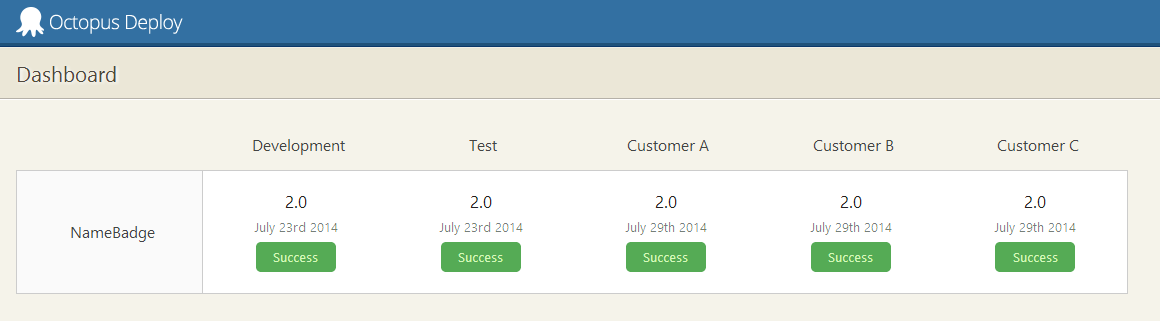 Octopus Deploy
Dashboard
Development Test Customer A Customer B Customer C
NameBadge
2.0 2.0 2.0 2.0 2.0
July 23rd 2014 July 23rd 2014 July 29th 2014 July 29th 2014 July 29th 2014
Success Success Success Success Success